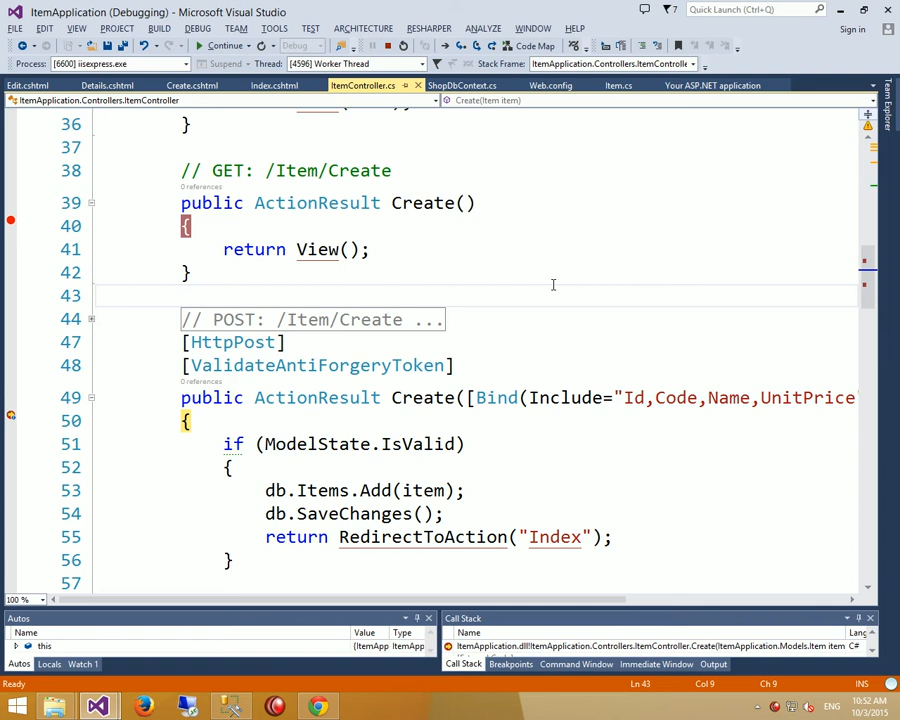 ItemApplication (Debugging) - Microsoft Visual Studio
7
Quick Launch (Ctrl+Q)
FILE EDIT VIEW PROJECT BUILD DEBUG TEAM TOOLS TEST ARCHITECTURE RESHARPER ANALYZE WINDOW HELP
Sign in
Continue Debug Code Map
Process: [6600] iisexpress.exe Suspend Thread: [4596] Worker Thread Stack Frame: ItemApplication.Controllers.ItemControlle
Edit.cshtml Details.cshtml Create.cshtml Index.cshtml ItemController.cs ShopDbContext.cs Web.config Item.cs Your ASP.NET application
Team Explorer
ItemApplication.Controllers.ItemController Create(Item item)
36 }
37
38 // GET: /Item/Create
0 references
39 public ActionResult Create()
40 {
41 return View();
42 }
43
44 // POST: /Item/Create ...
47 [HttpPost]
48 [ValidateAntiForgeryToken]
0 references
49 public ActionResult Create([Bind(Include="Id,Code,Name,UnitPrice"
50 {
51 if (ModelState.IsValid)
52 {
53 db.Items.Add(item);
54 db.SaveChanges();
55 return RedirectToAction("Index");
56 }
57
100 %
Autos Call Stack
Name Value Type Name Lang
this {ItemApp ItemApp ItemApplication.dll!ItemApplication.Controllers.ItemController.Create(ItemApplication.Models.Item item C#
Autos Locals Watch 1 Call Stack Breakpoints Command Window Immediate Window Output
Ready Ln 43 Col 9 Ch 9 INS
ENG 10:52 AM
10/3/2015